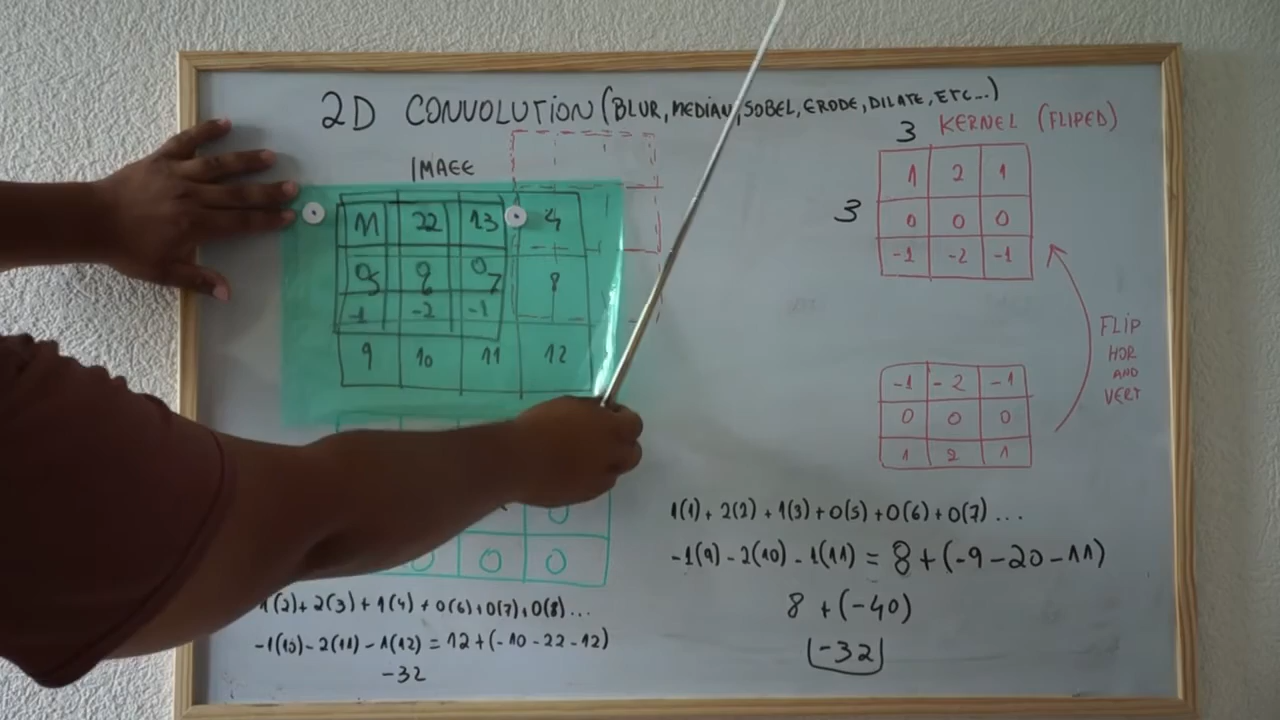 2D CONVOLUTION (BLUR, MEDIAN, SOBEL, ERODE, DILATE, ETC...)
IMAGE
4
8
-1 -2 -1
9 10 11 12
0
0 0 0
1(2)+2(3)+1(4)+0(6)+0(7)+0(8)...
-1(10)-2(11)-1(12) = 12+(-10-22-12)
-32
3 KERNEL (FLIPED)
3
1 2 1
0 0 0
-1 -2 -1
FLIP
HOR
AND
VERT
-1 -2 -1
0 0 0
1 2 1
1(1)+2(2)+1(3)+0(5)+0(6)+0(7)...
-1(9)-2(10)-1(11) = 8+(-9-20-11)
8 +(-40)
-32